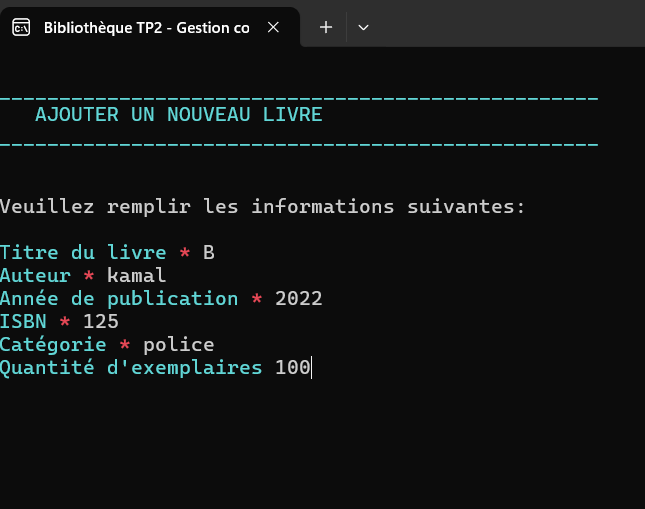 Bibliothèque TP2 - Gestion co
AJOUTER UN NOUVEAU LIVRE
Veuillez remplir les informations suivantes:
Titre du livre * B
Auteur * kamal
Année de publication * 2022
ISBN * 125
Catégorie * police
Quantité d'exemplaires 100